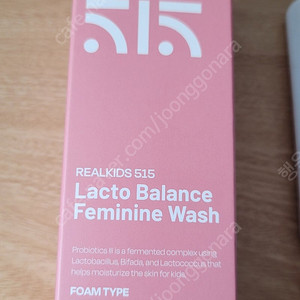 515
REALKIDS 515
Lacto Balance
Feminine Wash
Probiotics 8 is a fermented complex using
Lactobacillus, Bifida, and Lactococcus that
helps moisturize the skin for kids.
FOAM TYPE